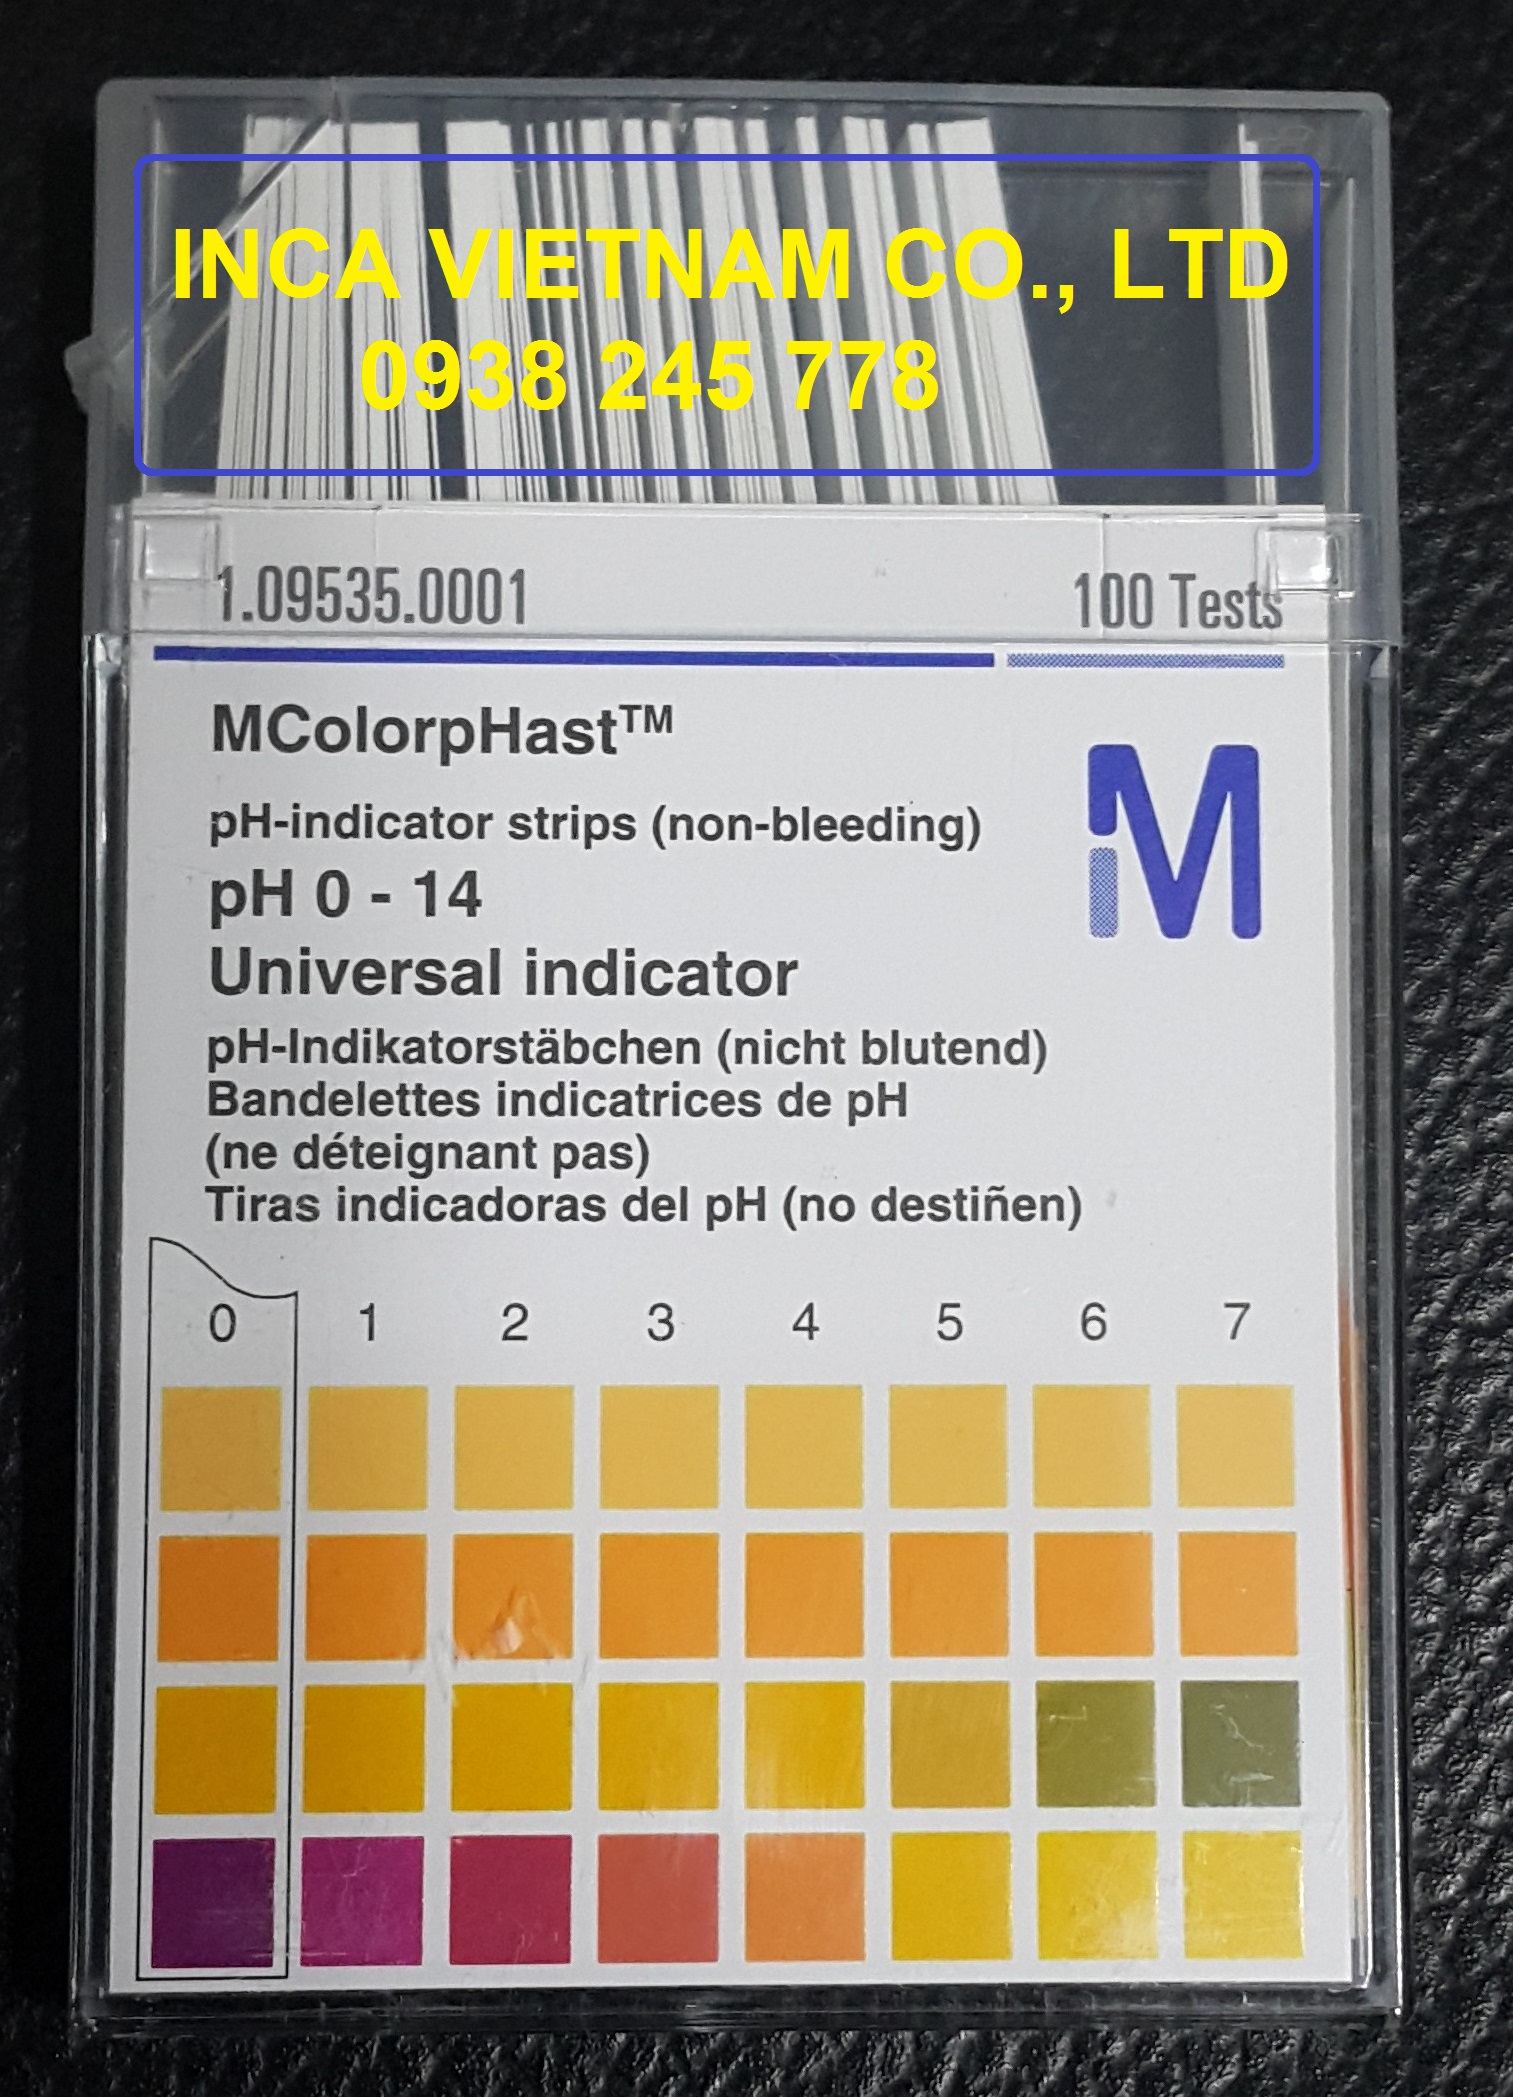 INCA VIETNAM CO., LTD
0938 245 778
1.09535.0001 100 Tests
MColorpHast™
M
pH-indicator strips (non-bleeding)
pH 0 - 14
Universal indicator
pH-Indikatorstäbchen (nicht blutend)
Bandelettes indicatrices de pH
(ne déteignant pas)
Tiras indicadoras del pH (no destiñen)
0 1 2 3 4 5 6 7